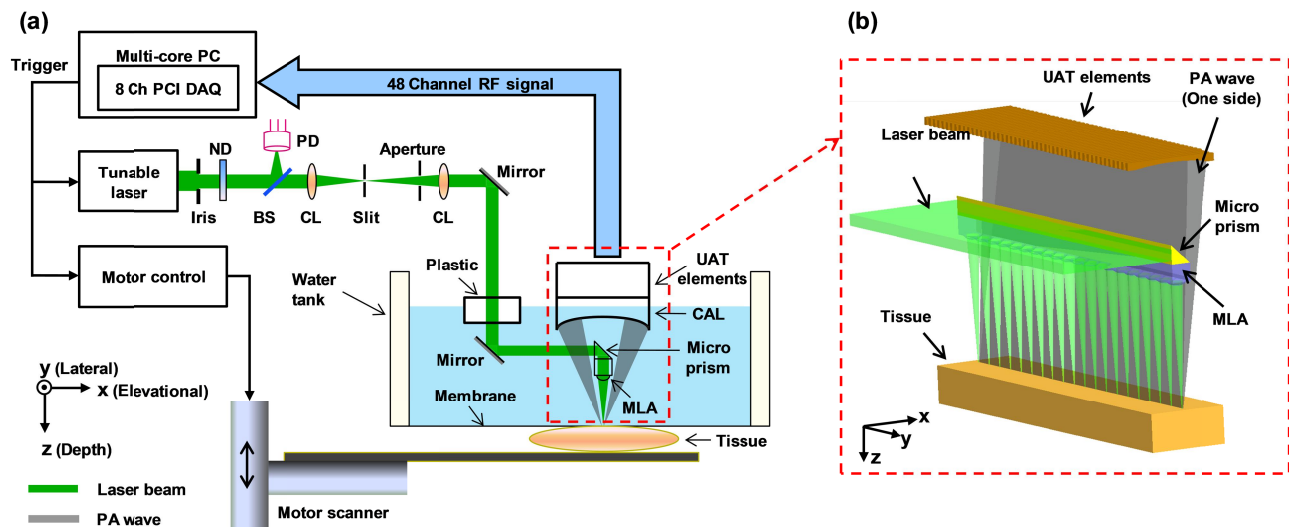 (a)
Multi-core PC
8 Ch PCI DAQ
Trigger
48 Channel RF signal
Tunable
laser
Iris
ND
PD
BS
CL
Slit
Aperture
CL
Mirror
Motor control
Water
tank
Plastic
UAT
elements
CAL
Mirror
Micro
prism
MLA
Membrane
Tissue
y (Lateral)
x (Elevational)
z (Depth)
Laser beam
PA wave
Motor scanner
(b)
UAT elements
PA wave
(One side)
Laser beam
Micro
prism
MLA
Tissue
x
y
z